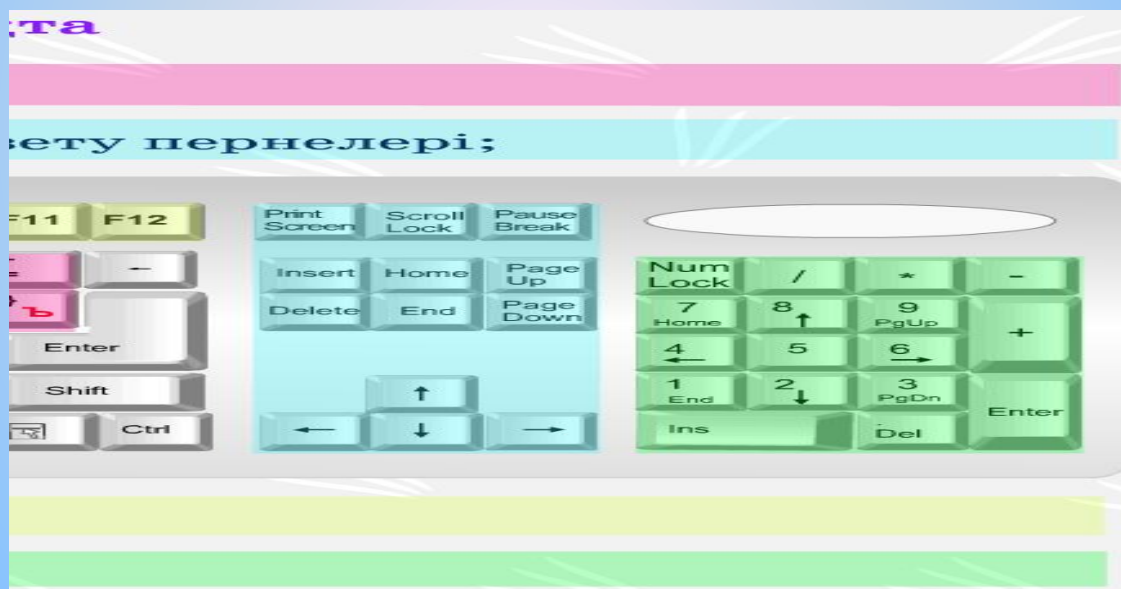 пернелері;
F11 F12 Print Screen Scroll Lock Pause Break
← Insert Home Page Up Num Lock / * -
Ъ Delete End Page Down 7 Home 8 ↑ 9 PgUp +
Enter 4 ← 5 6 →
Shift ↑ 1 End 2 ↓ 3 PgDn Enter
Ctrl ← ↓ → Ins Del